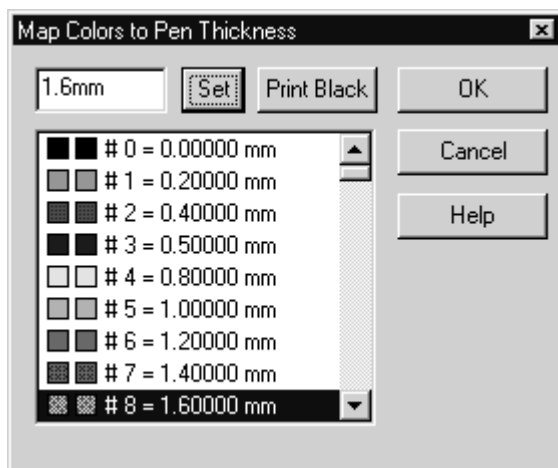 Map Colors to Pen Thickness
1.6mm Set Print Black OK
Cancel
Help
# 0 = 0.00000 mm
# 1 = 0.20000 mm
# 2 = 0.40000 mm
# 3 = 0.50000 mm
# 4 = 0.80000 mm
# 5 = 1.00000 mm
# 6 = 1.20000 mm
# 7 = 1.40000 mm
# 8 = 1.60000 mm